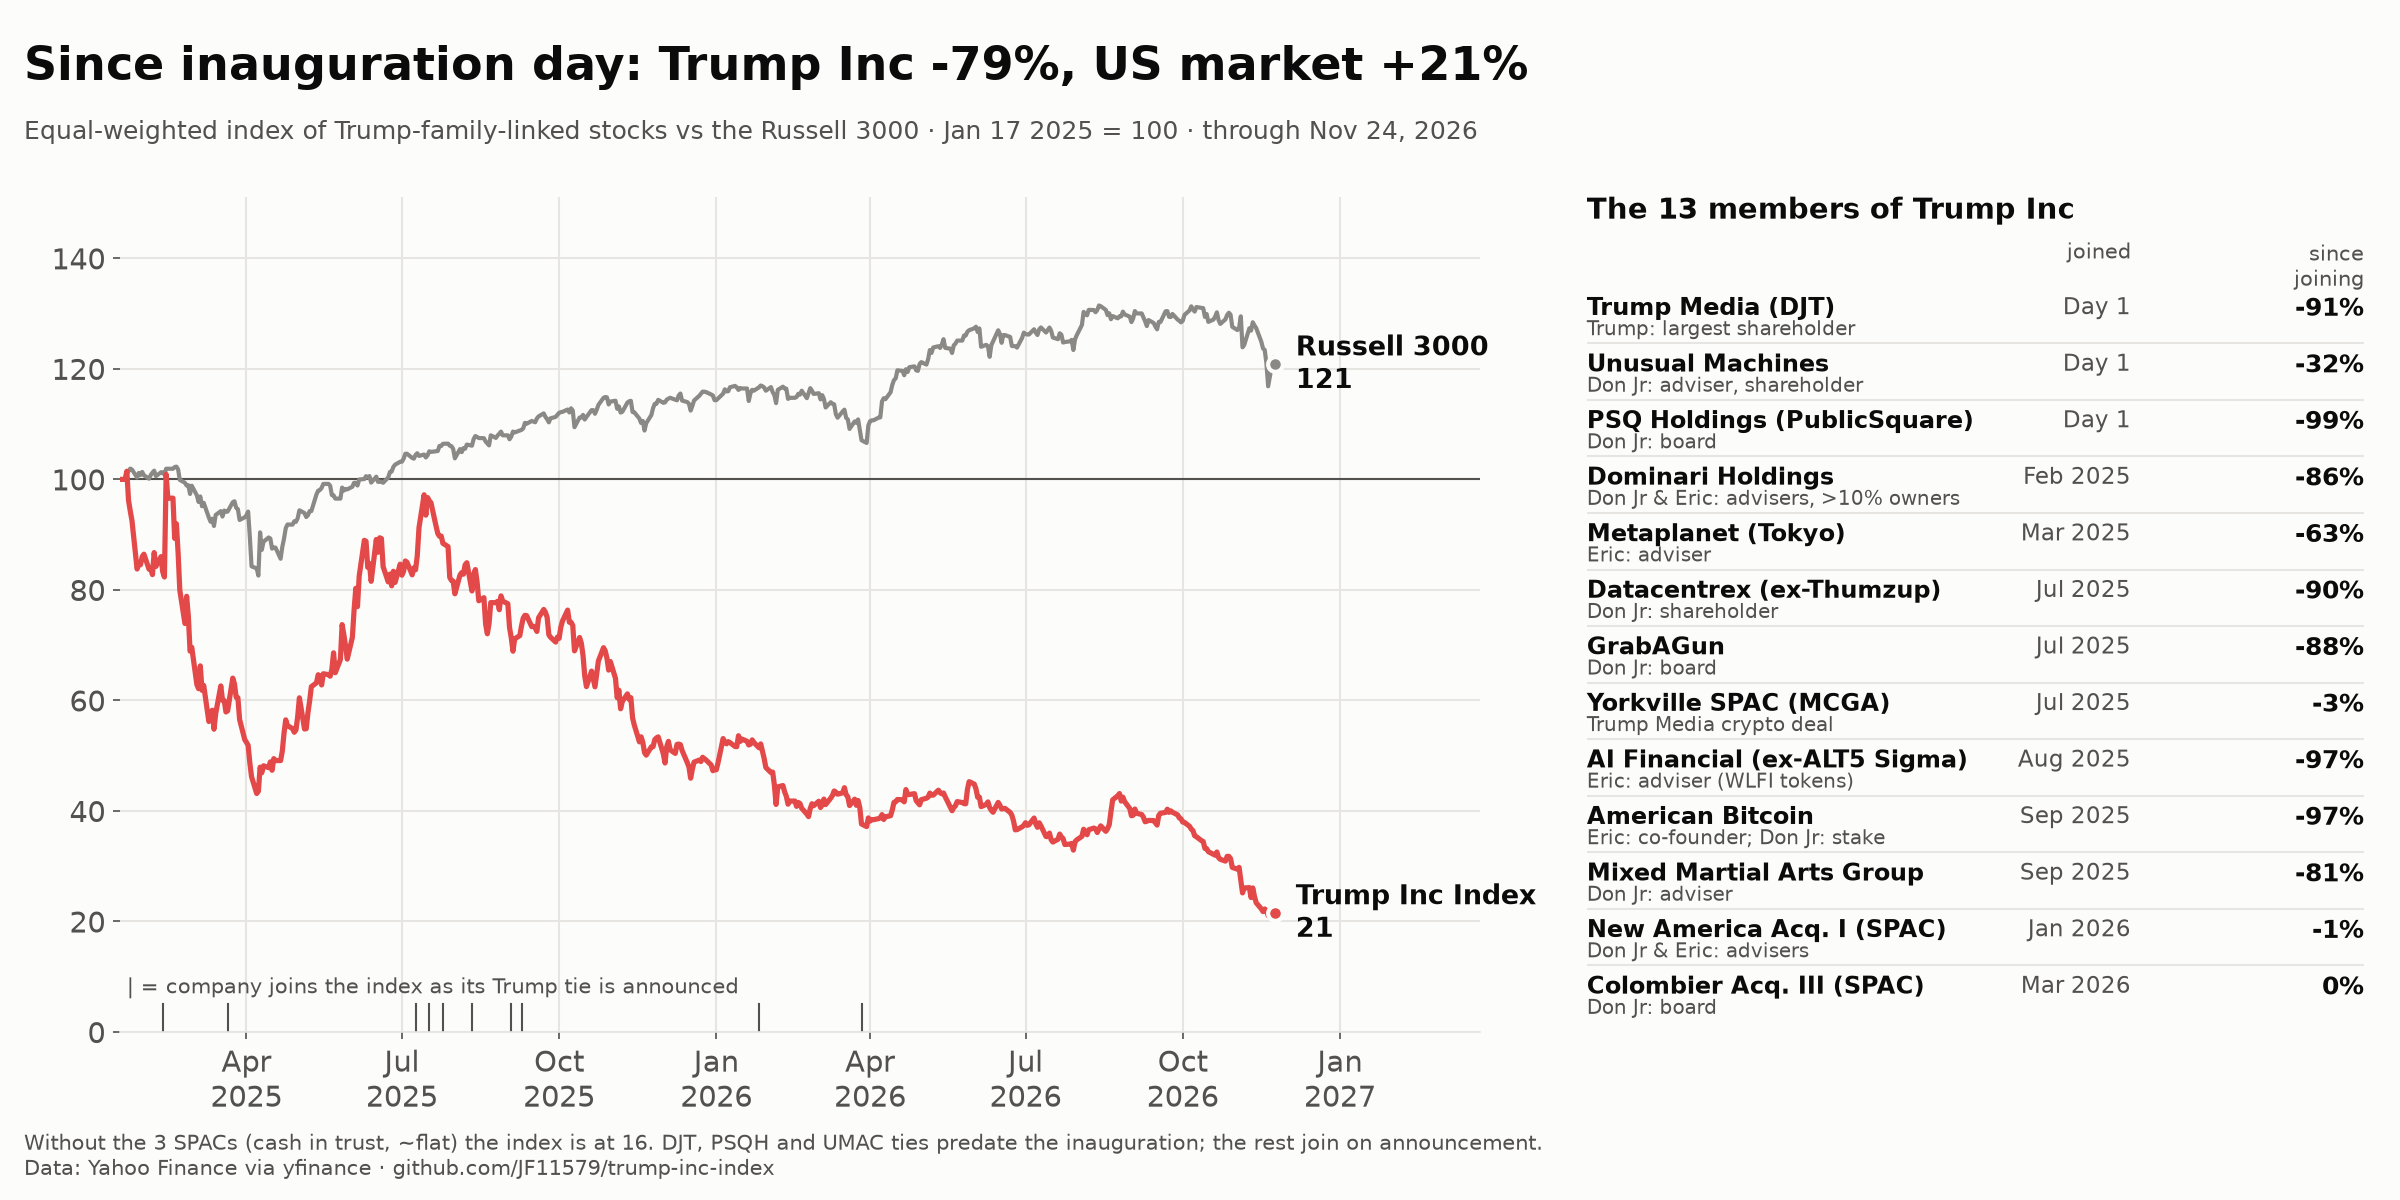 Since inauguration day: Trump Inc -79%, US market +21%
Equal-weighted index of Trump-family-linked stocks vs the Russell 3000 · Jan 17 2025 = 100 · through Nov 24, 2026
140
120
100
80
60
40
20
0
Russell 3000
121
Trump Inc Index
21
| = company joins the index as its Trump tie is announced
Apr
2025
Jul
2025
Oct
2025
Jan
2026
Apr
2026
Jul
2026
Oct
2026
Jan
2027
The 13 members of Trump Inc
joined
since
joining
Trump Media (DJT) Day 1 -91%
Trump: largest shareholder
Unusual Machines Day 1 -32%
Don Jr: adviser, shareholder
PSQ Holdings (PublicSquare) Day 1 -99%
Don Jr: board
Dominari Holdings Feb 2025 -86%
Don Jr & Eric: advisers, >10% owners
Metaplanet (Tokyo) Mar 2025 -63%
Eric: adviser
Datacentrex (ex-Thumzup) Jul 2025 -90%
Don Jr: shareholder
GrabAGun Jul 2025 -88%
Don Jr: board
Yorkville SPAC (MCGA) Jul 2025 -3%
Trump Media crypto deal
AI Financial (ex-ALT5 Sigma) Aug 2025 -97%
Eric: adviser (WLFI tokens)
American Bitcoin Sep 2025 -97%
Eric: co-founder; Don Jr: stake
Mixed Martial Arts Group Sep 2025 -81%
Don Jr: adviser
New America Acq. I (SPAC) Jan 2026 -1%
Don Jr & Eric: advisers
Colombier Acq. III (SPAC) Mar 2026 0%
Don Jr: board
Without the 3 SPACs (cash in trust, ~flat) the index is at 16. DJT, PSQH and UMAC ties predate the inauguration; the rest join on announcement.
Data: Yahoo Finance via yfinance · github.com/JF11579/trump-inc-index